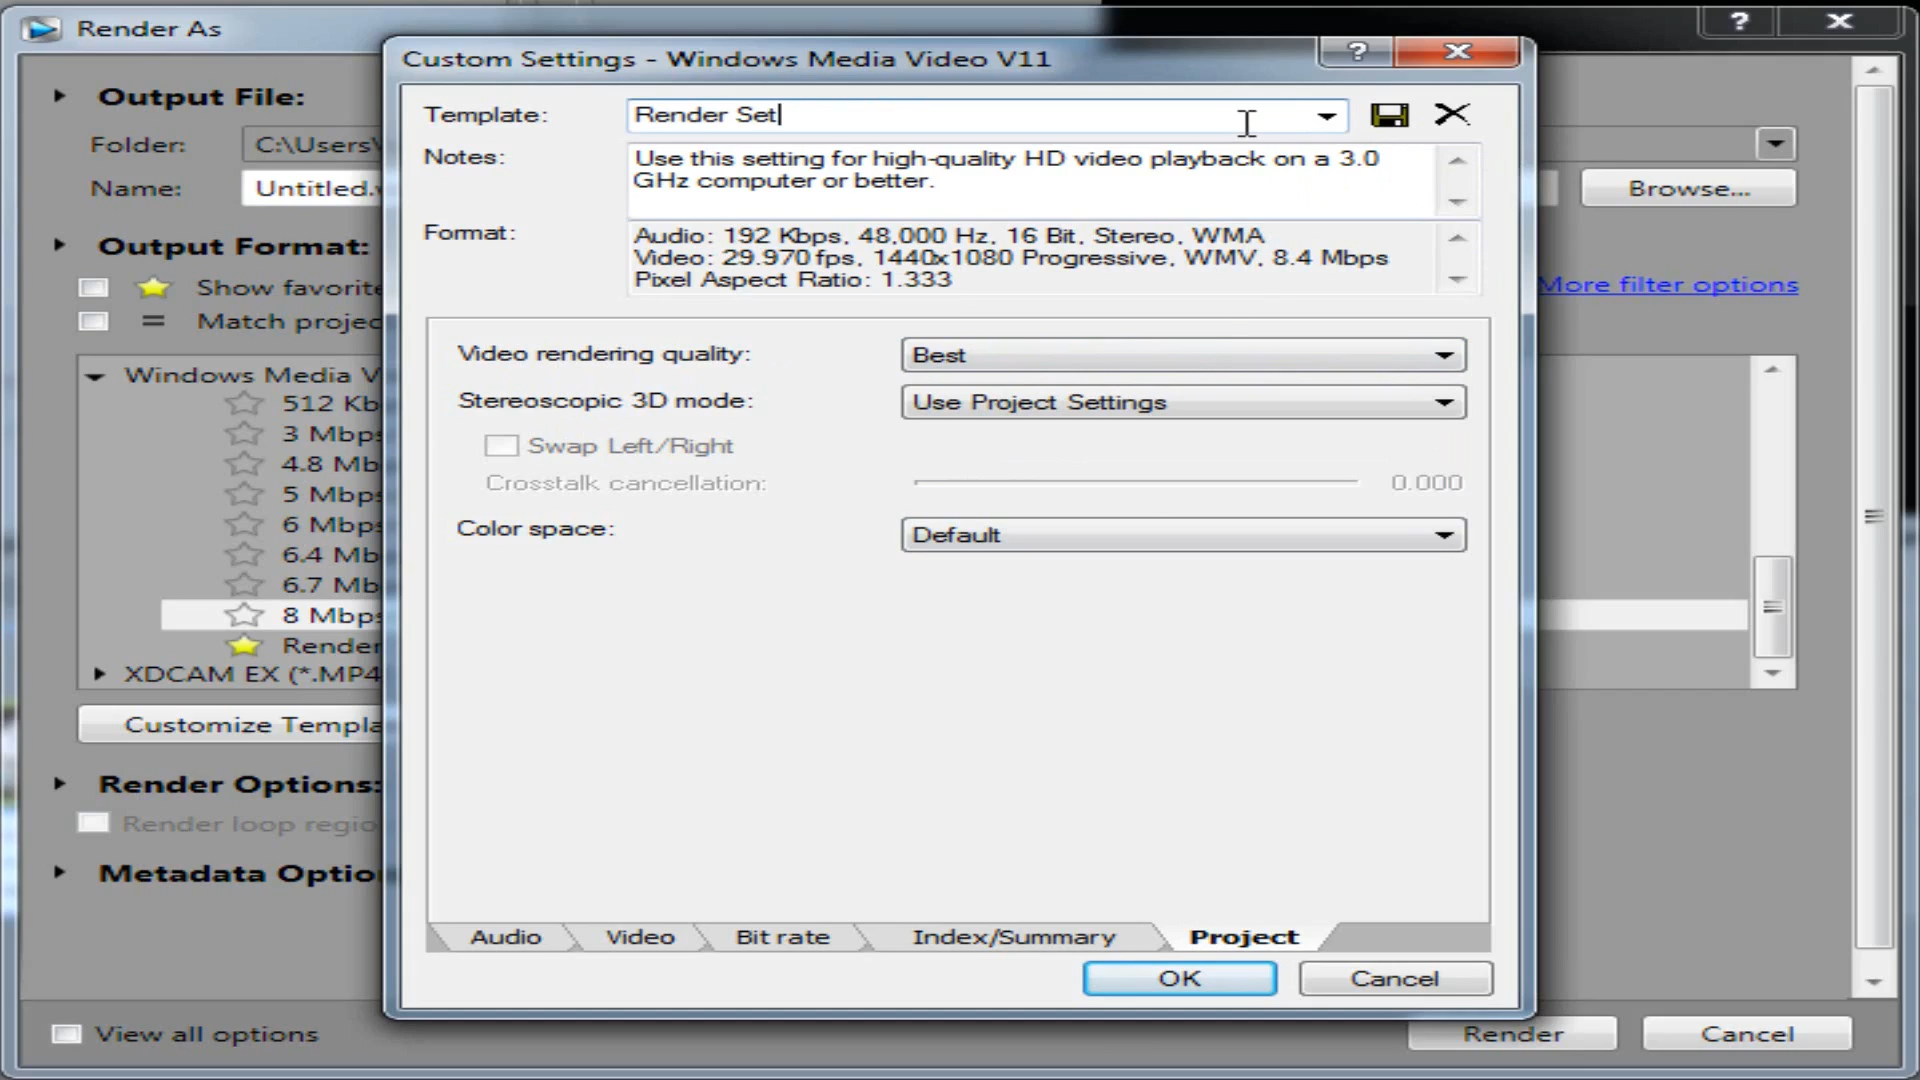 Render As
Custom Settings - Windows Media Video V11
Template:
Render Set
Notes:
Use this setting for high-quality HD video playback on a 3.0
GHz computer or better.
Format:
Audio: 192 Kbps, 48,000 Hz, 16 Bit, Stereo, WMA
Video: 29.970 fps, 1440x1080 Progressive, WMV, 8.4 Mbps
Pixel Aspect Ratio: 1.333
Video rendering quality:
Best
Stereoscopic 3D mode:
Use Project Settings
Swap Left/Right
Crosstalk cancellation:
0.000
Color space:
Default
Audio
Video
Bit rate
Index/Summary
Project
OK
Cancel
Output File:
Folder:
C:\Users\
Name:
Untitled.
Browse...
Output Format:
Show favorite
Match projec
More filter options
Windows Media V
512 Kb
3 Mbps
4.8 Mb
5 Mbps
6 Mbps
6.4 Mb
6.7 Mb
8 Mbps
Render
XDCAM EX (*.MP4
Customize Templa
Render Options:
Render loop regio
Metadata Optio
View all options
Render
Cancel